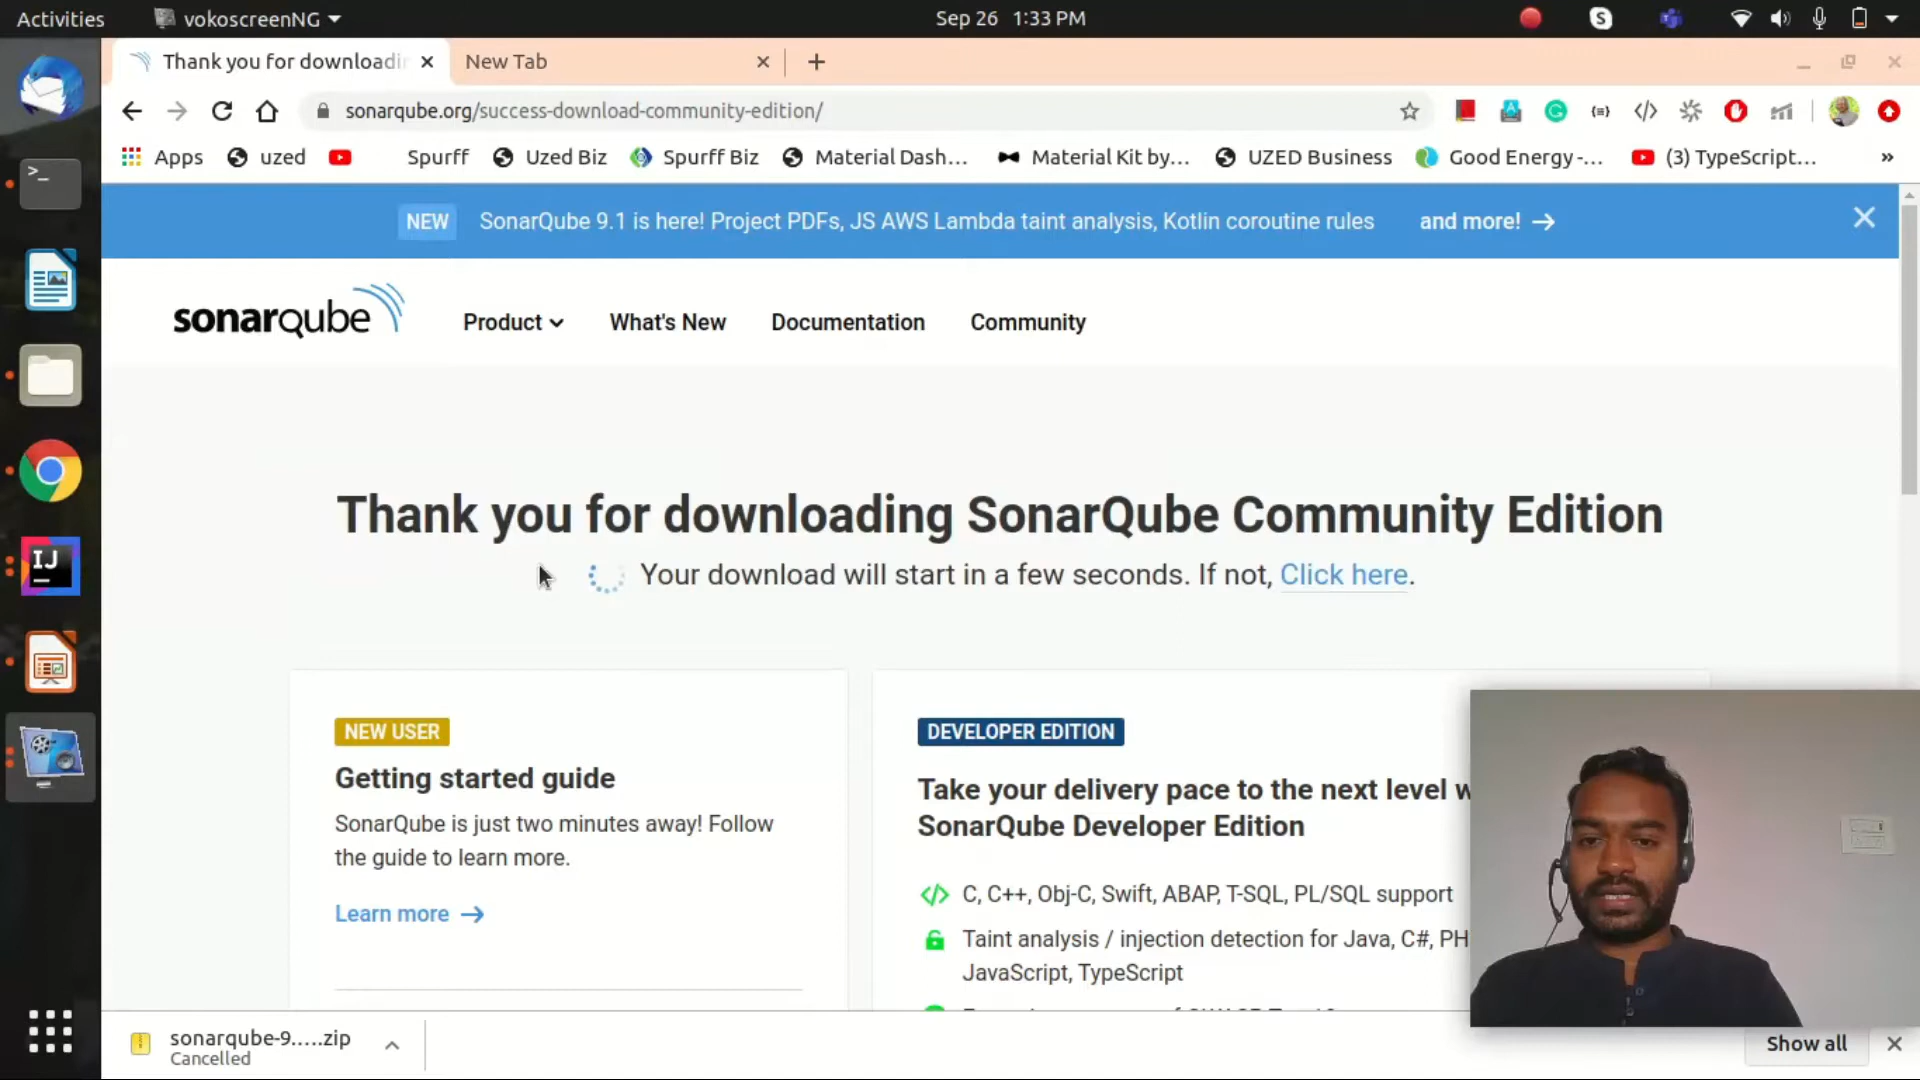 Activities
vokoscreenNG
Sep 26 1:33 PM
Thank you for downloadin
New Tab
sonarqube.org/success-download-community-edition/
Apps
uzed
Spurff
Uzed Biz
Spurff Biz
Material Dash...
Material Kit by...
UZED Business
Good Energy -...
(3) TypeScript...
»
NEW
SonarQube 9.1 is here! Project PDFs, JS AWS Lambda taint analysis, Kotlin coroutine rules
and more! →
sonarqube
Product
What's New
Documentation
Community
Thank you for downloading SonarQube Community Edition
Your download will start in a few seconds. If not, Click here.
NEW USER
Getting started guide
SonarQube is just two minutes away! Follow
the guide to learn more.
Learn more →
DEVELOPER EDITION
Take your delivery pace to the next level w
SonarQube Developer Edition
C, C++, Obj-C, Swift, ABAP, T-SQL, PL/SQL support
Taint analysis / injection detection for Java, C#, PH
JavaScript, TypeScript
sonarqube-9.....zip
Cancelled
Show all